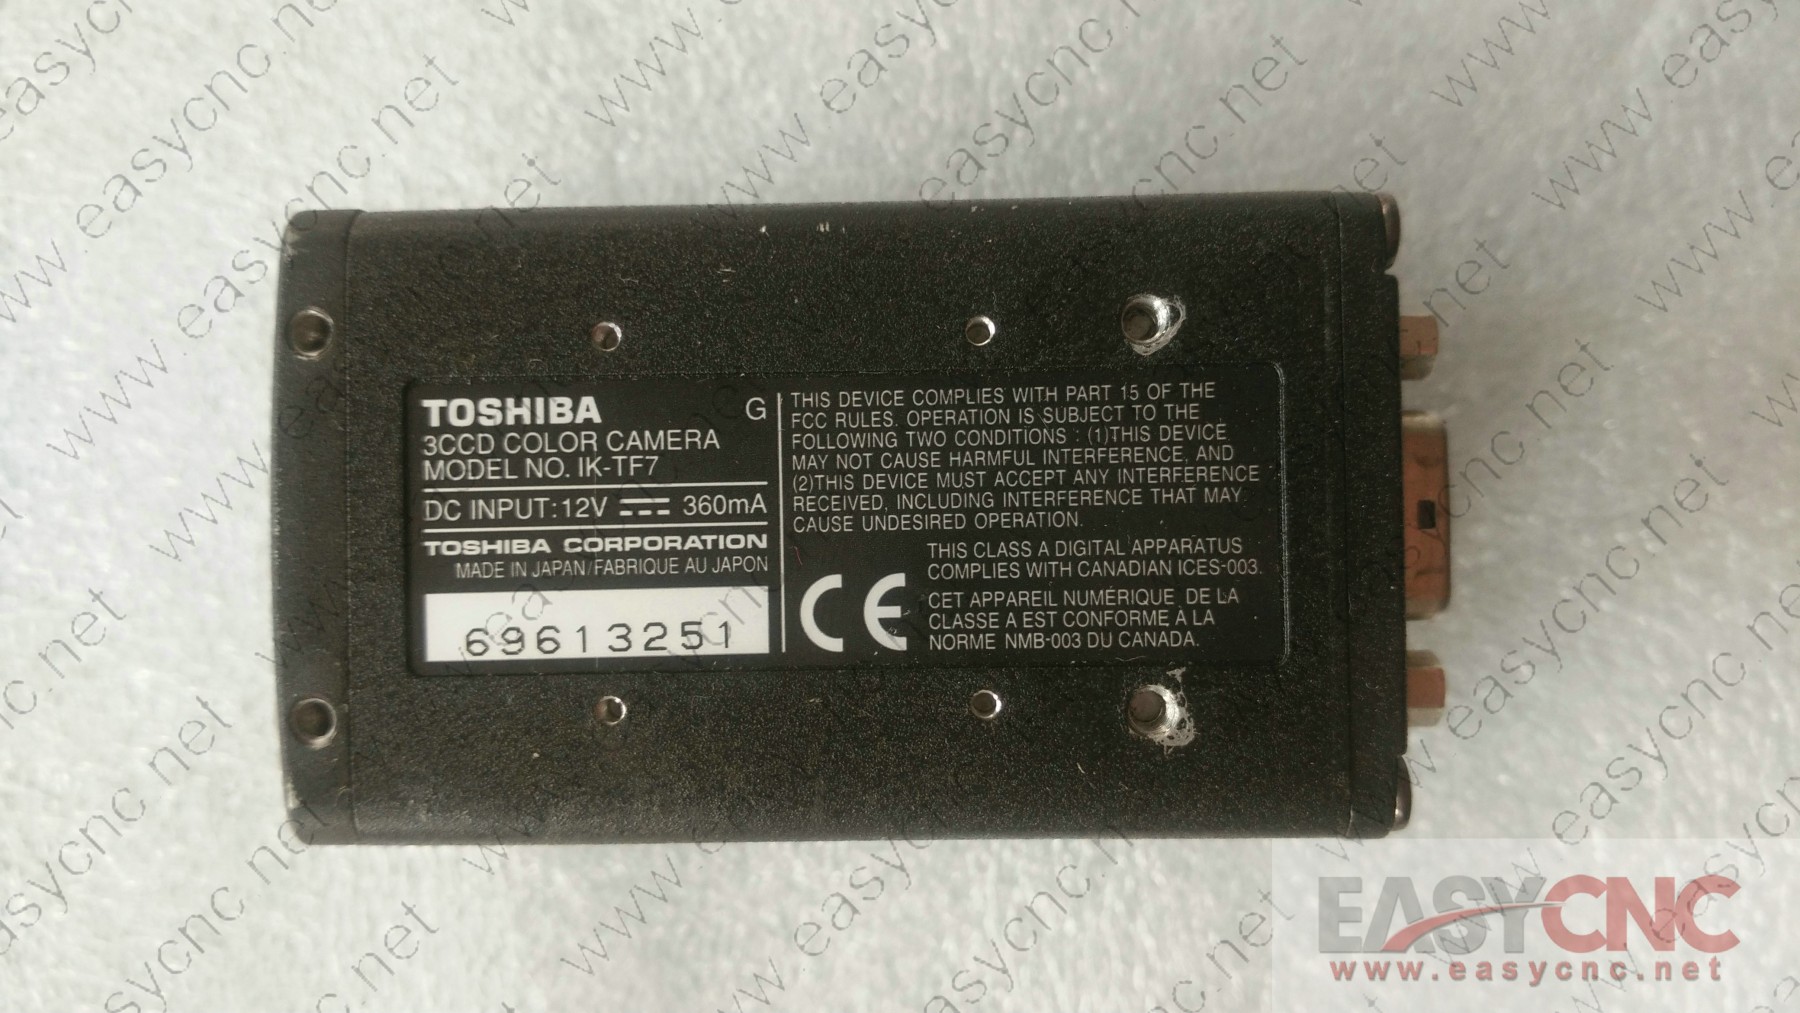 TOSHIBA G
3CCD COLOR CAMERA
MODEL NO. IK-TF7
DC INPUT:12V 360mA
TOSHIBA CORPORATION
MADE IN JAPAN/FABRIQUE AU JAPON
69613251
THIS DEVICE COMPLIES WITH PART 15 OF THE
FCC RULES. OPERATION IS SUBJECT TO THE
FOLLOWING TWO CONDITIONS : (1)THIS DEVICE
MAY NOT CAUSE HARMFUL INTERFERENCE, AND
(2)THIS DEVICE MUST ACCEPT ANY INTERFERENCE
RECEIVED, INCLUDING INTERFERENCE THAT MAY
CAUSE UNDESIRED OPERATION.
CE
THIS CLASS A DIGITAL APPARATUS
COMPLIES WITH CANADIAN ICES-003.
CET APPAREIL NUMÉRIQUE DE LA
CLASSE A EST CONFORME À LA
NORME NMB-003 DU CANADA.
EASYCNC
www.easycnc.net